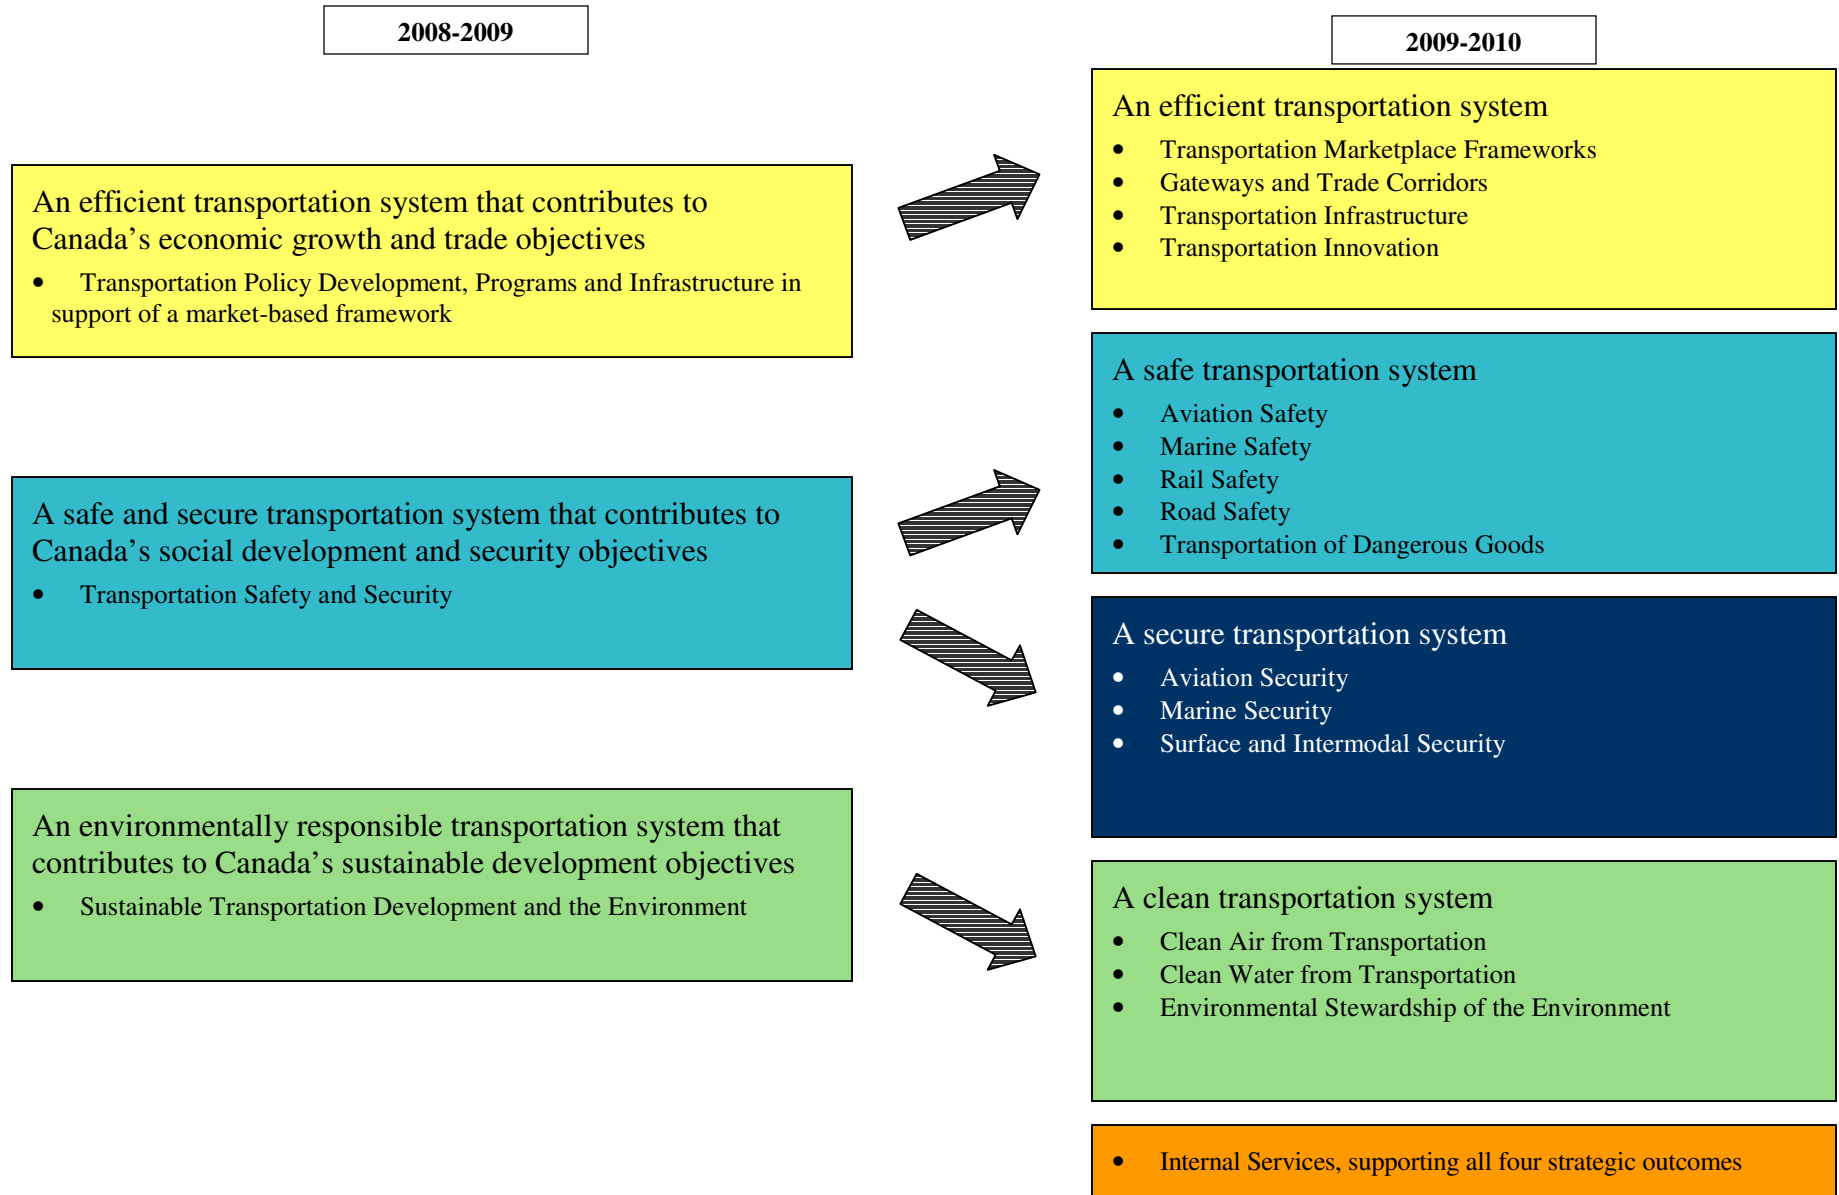 2008-2009
An efficient transportation system that contributes to
Canada’s economic growth and trade objectives
• Transportation Policy Development, Programs and Infrastructure in
support of a market-based framework
A safe and secure transportation system that contributes to
Canada’s social development and security objectives
• Transportation Safety and Security
An environmentally responsible transportation system that
contributes to Canada’s sustainable development objectives
• Sustainable Transportation Development and the Environment
2009-2010
An efficient transportation system
• Transportation Marketplace Frameworks
• Gateways and Trade Corridors
• Transportation Infrastructure
• Transportation Innovation
A safe transportation system
• Aviation Safety
• Marine Safety
• Rail Safety
• Road Safety
• Transportation of Dangerous Goods
A secure transportation system
• Aviation Security
• Marine Security
• Surface and Intermodal Security
A clean transportation system
• Clean Air from Transportation
• Clean Water from Transportation
• Environmental Stewardship of the Environment
• Internal Services, supporting all four strategic outcomes